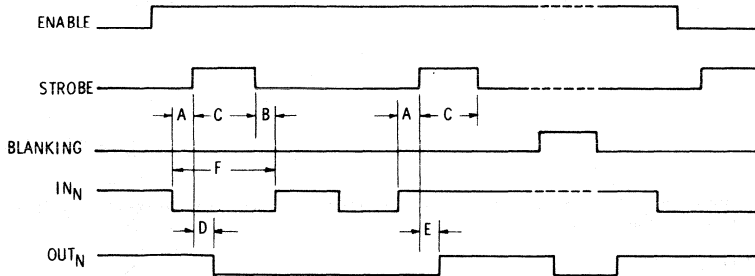 ENABLE
STROBE
A C B A C
BLANKING
F
IN_N
D E
OUT_N